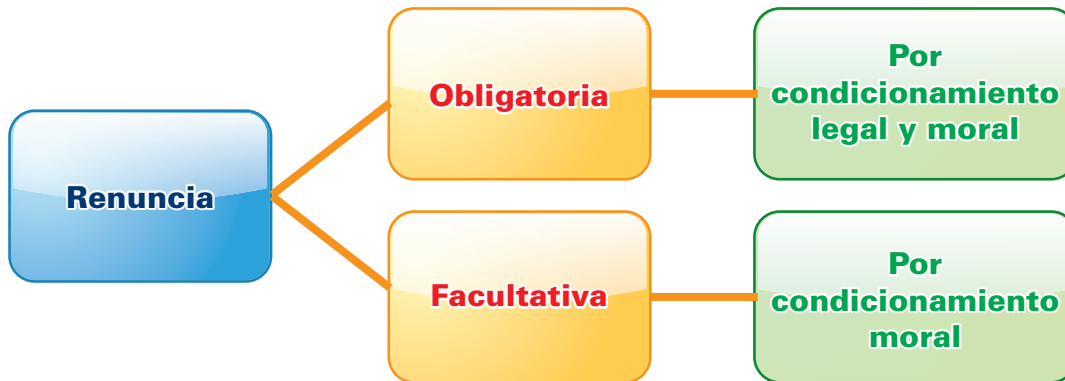 Renuncia
Obligatoria
Por
condicionamiento
legal y moral
Facultativa
Por
condicionamiento
moral